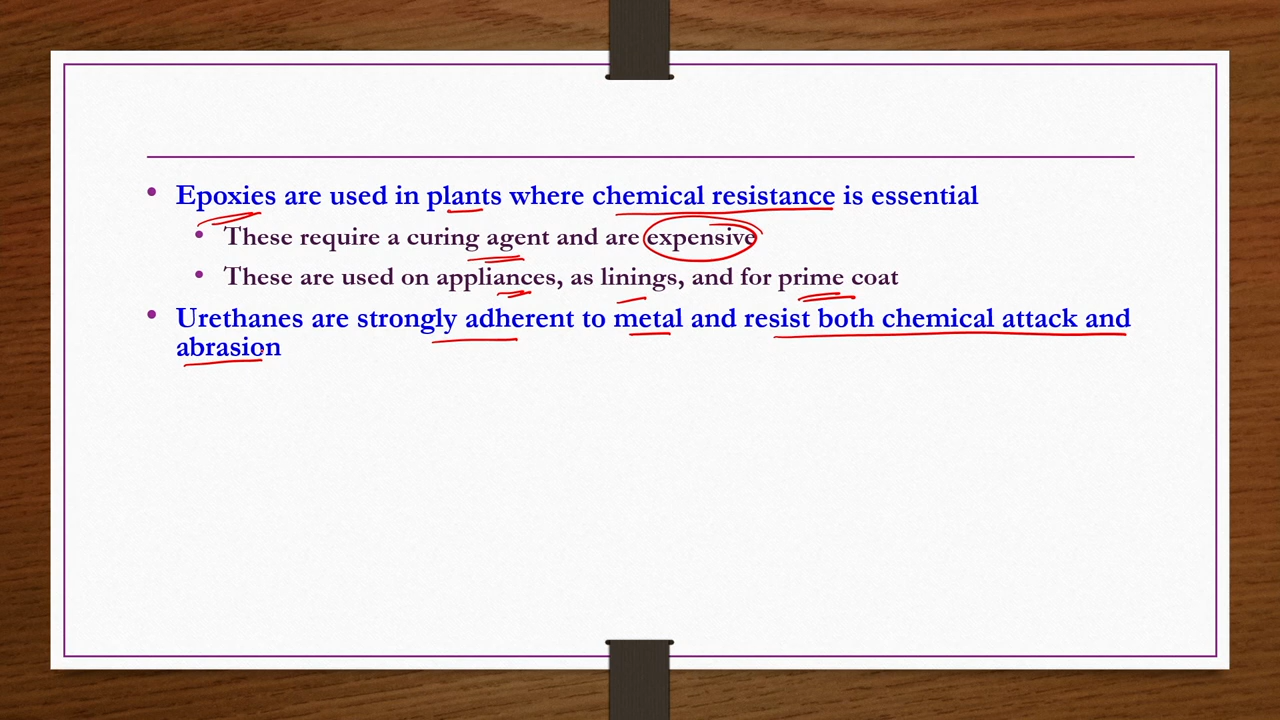 • Epoxies are used in plants where chemical resistance is essential
• These require a curing agent and are expensive
• These are used on appliances, as linings, and for prime coat
• Urethanes are strongly adherent to metal and resist both chemical attack and
abrasion